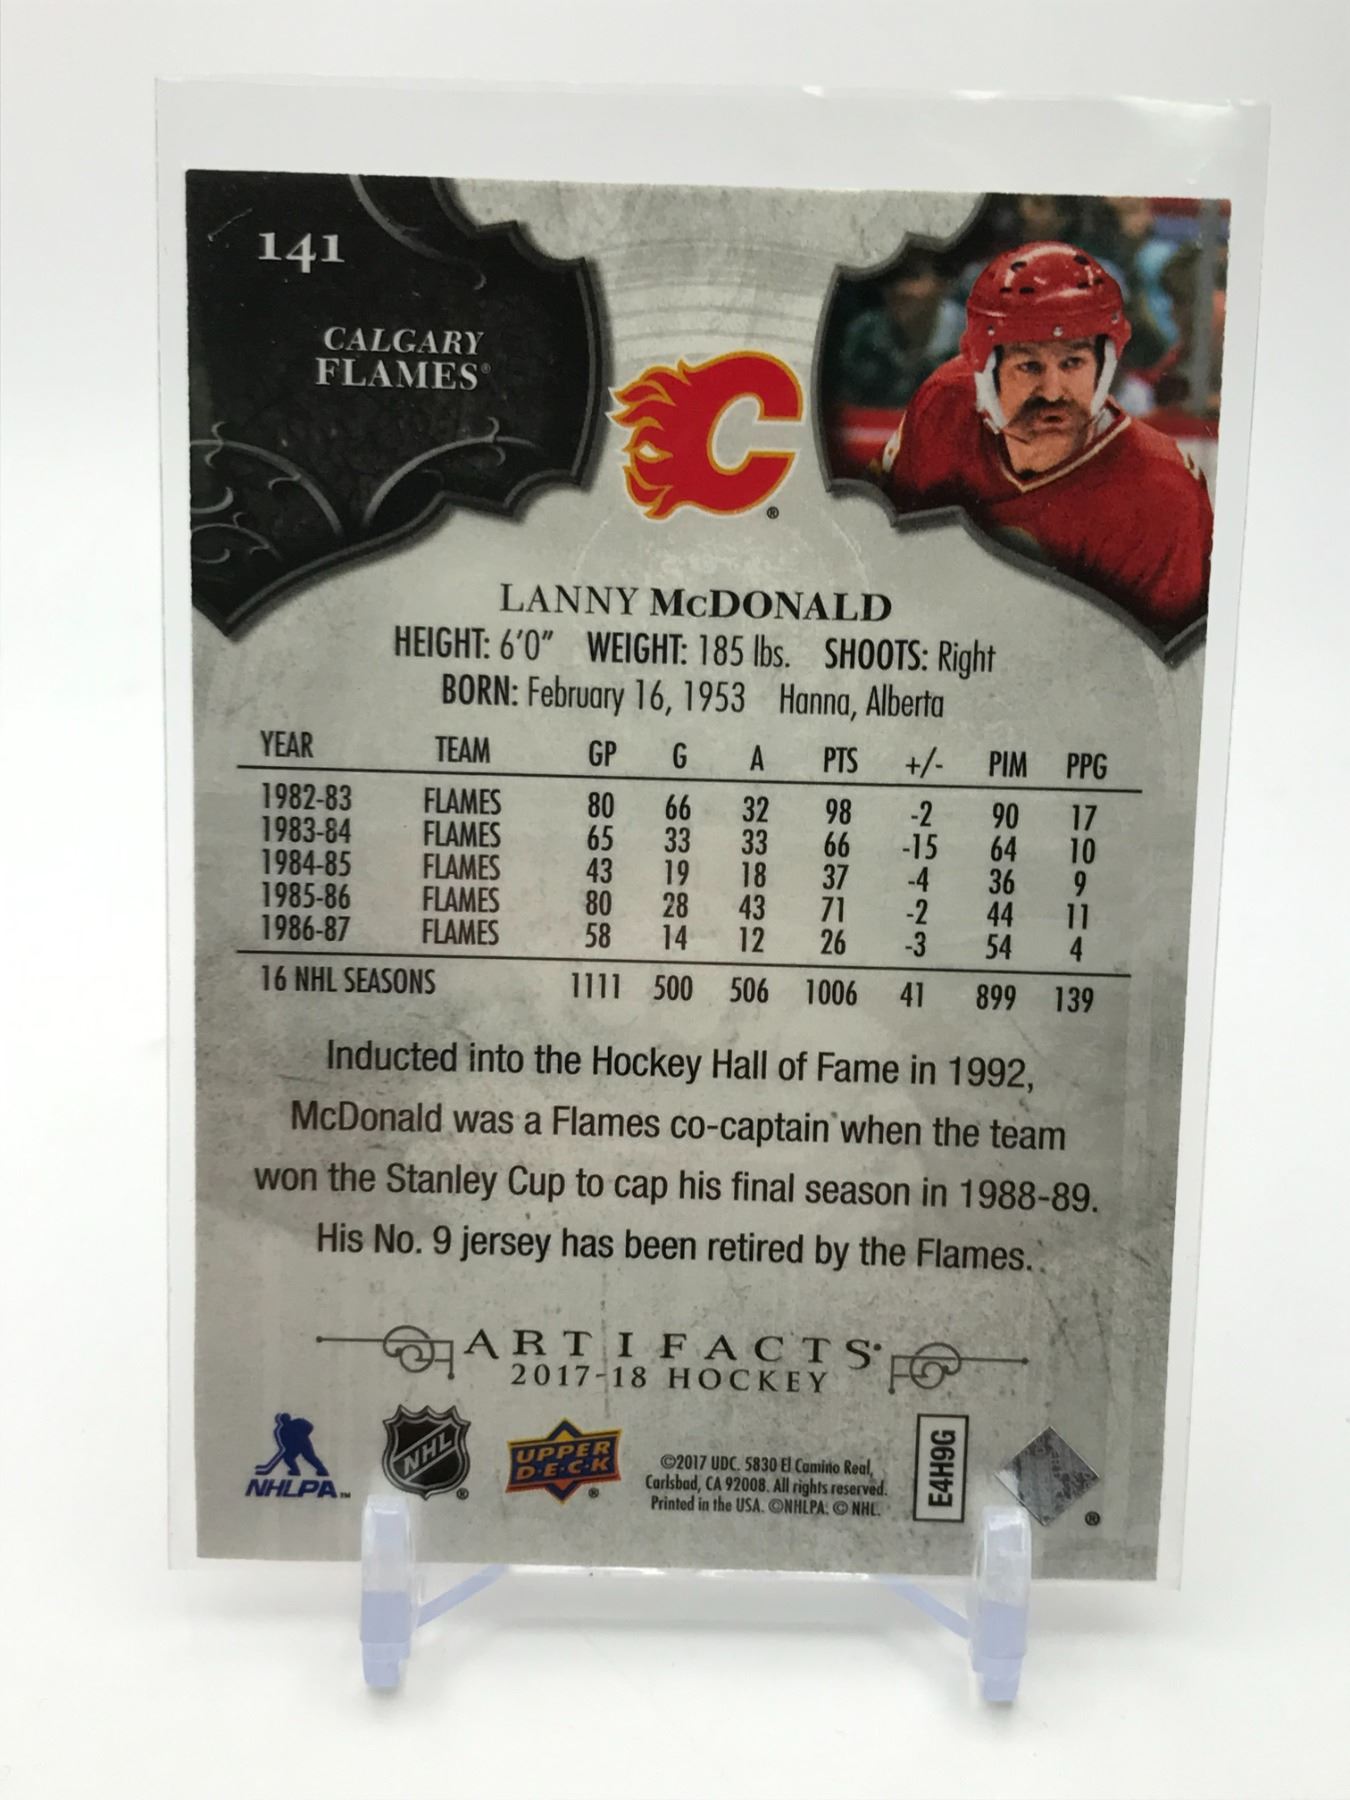 141
CALGARY
FLAMES®
®
LANNY McDONALD
HEIGHT: 6'0" WEIGHT: 185 lbs. SHOOTS: Right
BORN: February 16, 1953 Hanna, Alberta
YEAR TEAM GP G A PTS +/- PIM PPG
1982-83 FLAMES 80 66 32 98 -2 90 17
1983-84 FLAMES 65 33 33 66 -15 64 10
1984-85 FLAMES 43 19 18 37 -4 36 9
1985-86 FLAMES 80 28 43 71 -2 44 11
1986-87 FLAMES 58 14 12 26 -3 54 4
16 NHL SEASONS 1111 500 506 1006 41 899 139
Inducted into the Hockey Hall of Fame in 1992,
McDonald was a Flames co-captain when the team
won the Stanley Cup to cap his final season in 1988-89.
His No. 9 jersey has been retired by the Flames.
ARTIFACTS
2017-18 HOCKEY
NHLPA™
NHL®
UPPER
D·E·C·K®
©2017 UDC. 5830 El Camino Real,
Carlsbad, CA 92008. All rights reserved.
Printed in the USA. ©NHLPA. © NHL.
E4H9G
®